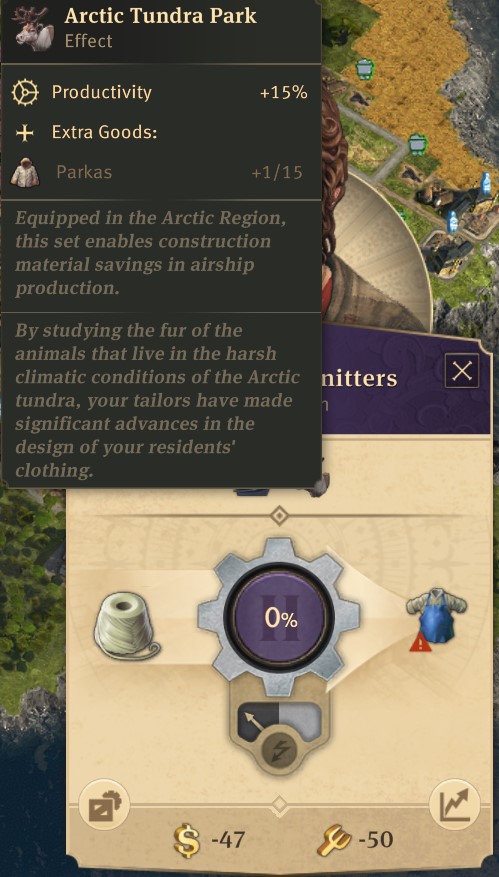 Arctic Tundra Park
Effect
Productivity +15%
Extra Goods:
Parkas +1/15
Equipped in the Arctic Region,
this set enables construction
material savings in airship
production.
By studying the fur of the
animals that live in the harsh
climatic conditions of the Arctic
tundra, your tailors have made
significant advances in the
design of your residents'
clothing.
nitters
n
0%
-47 -50